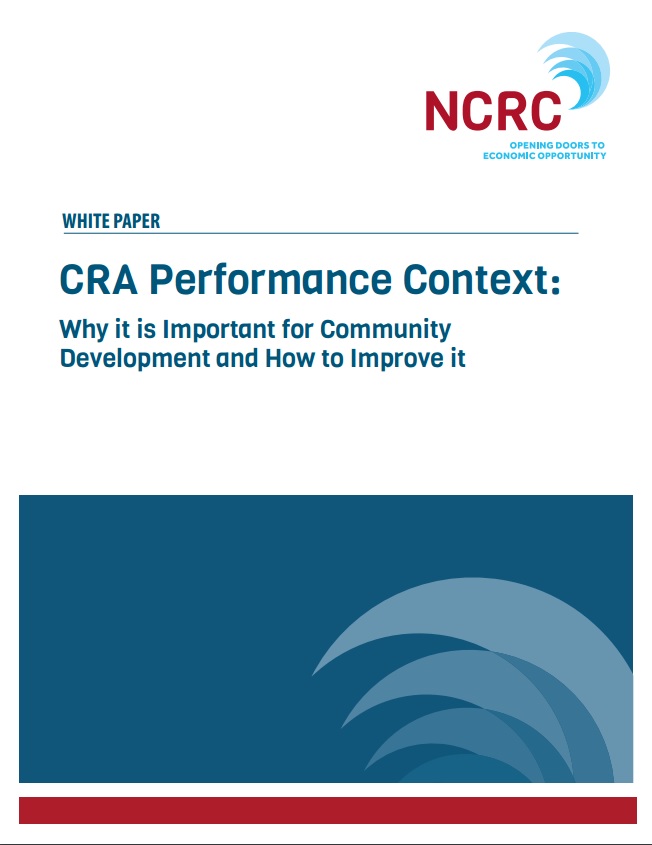 NCRC
OPENING DOORS TO
ECONOMIC OPPORTUNITY
WHITE PAPER
CRA Performance Context:
Why it is Important for Community
Development and How to Improve it